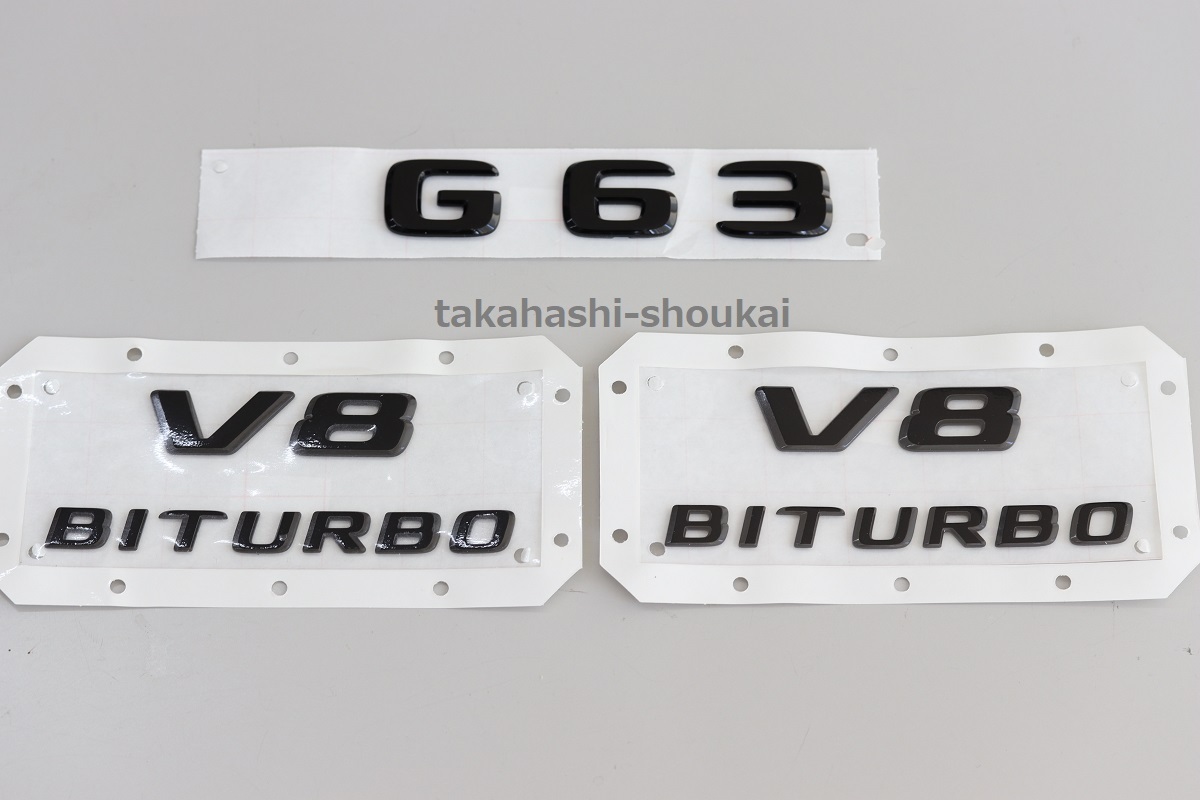 G63
takahashi-shoukai
V8
BITURBO
V8
BITURBO